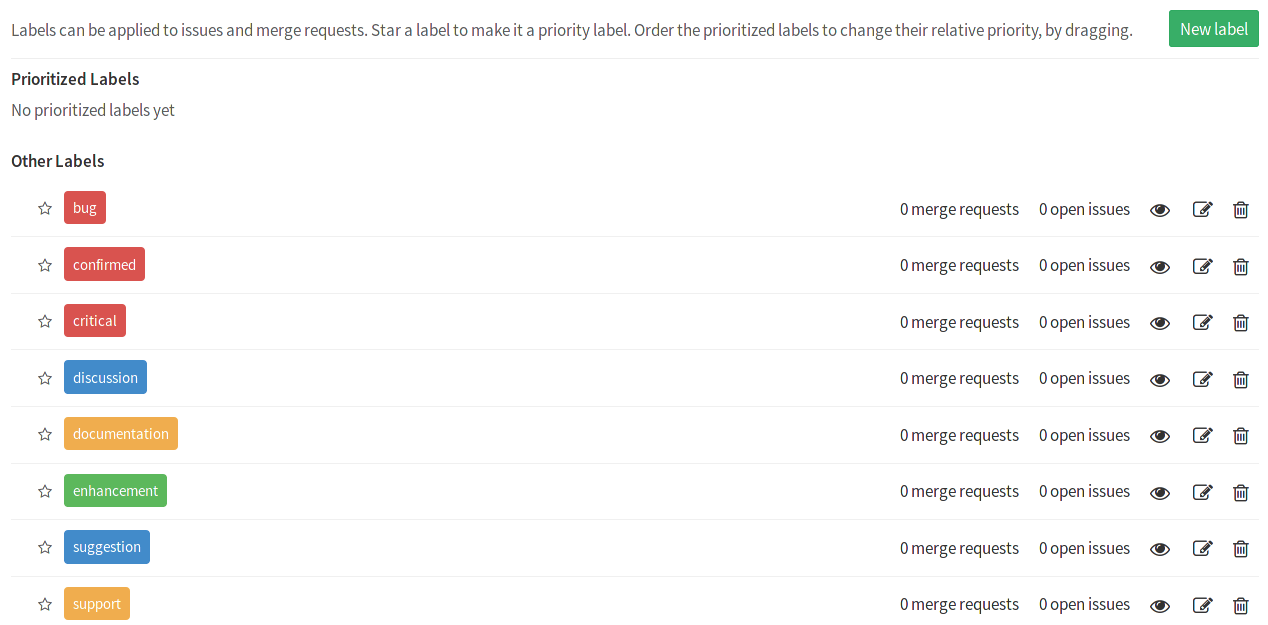 Labels can be applied to issues and merge requests. Star a label to make it a priority label. Order the prioritized labels to change their relative priority, by dragging. New label
Prioritized Labels
No prioritized labels yet
Other Labels
bug 0 merge requests 0 open issues
confirmed 0 merge requests 0 open issues
critical 0 merge requests 0 open issues
discussion 0 merge requests 0 open issues
documentation 0 merge requests 0 open issues
enhancement 0 merge requests 0 open issues
suggestion 0 merge requests 0 open issues
support 0 merge requests 0 open issues